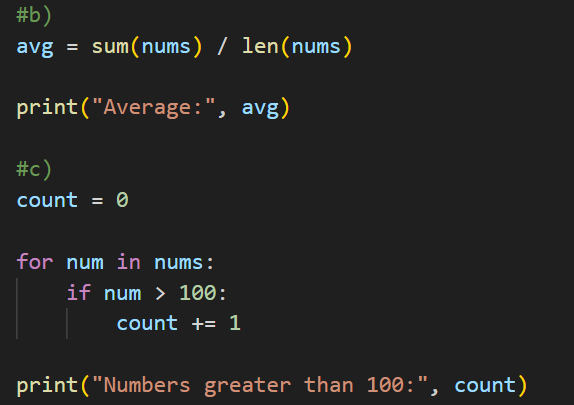 #b)
avg = sum(nums) / len(nums)
print("Average:", avg)
#c)
count = 0
for num in nums:
    if num > 100:
        count += 1
print("Numbers greater than 100:", count)